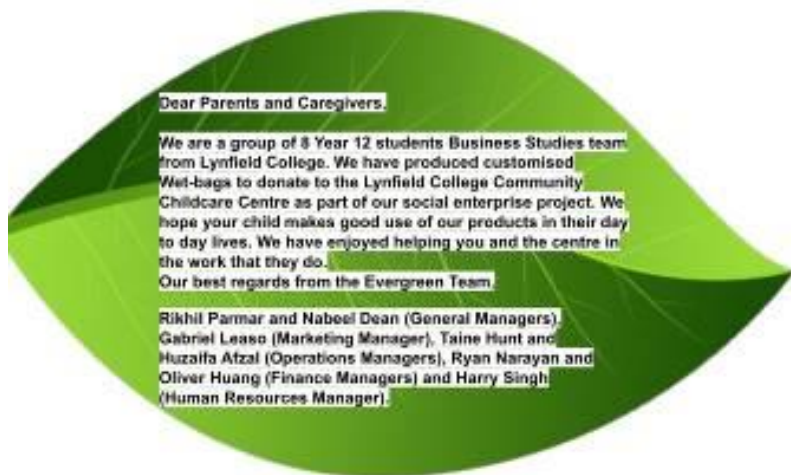 Dear Parents and Caregivers.
We are a group of 8 Year 12 students Business Studies team
from Lynfield College. We have produced customised
Wet-bags to donate to the Lynfield College Community
Childcare Centre as part of our social enterprise project. We
hope your child makes good use of our products in their day
to day lives. We have enjoyed helping you and the centre in
the work that they do.
Our best regards from the Evergreen Team.
Rikhil Parmar and Nabeel Dean (General Managers),
Gabriel Leaso (Marketing Manager), Taine Hunt and
Huzaifa Afzal (Operations Managers), Ryan Narayan and
Oliver Huang (Finance Managers) and Harry Singh
(Human Resources Manager).